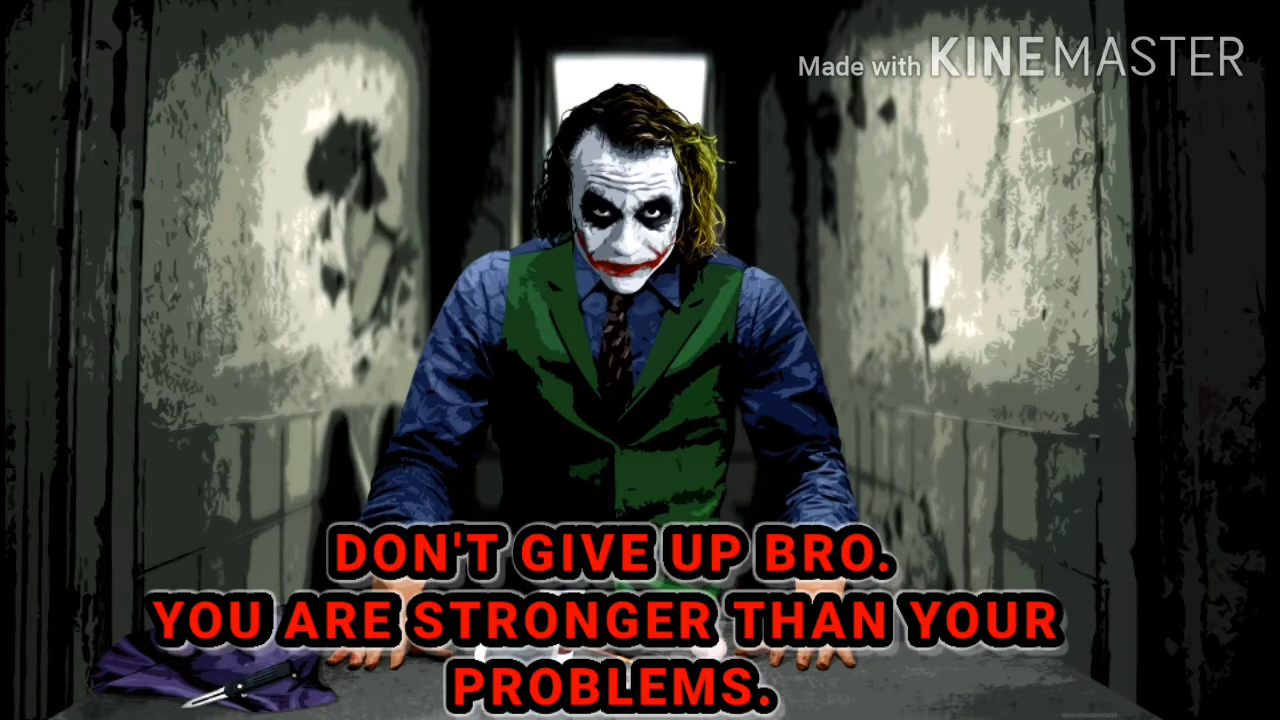 Made with KINEMASTER
DON'T GIVE UP BRO.
YOU ARE STRONGER THAN YOUR
PROBLEMS.